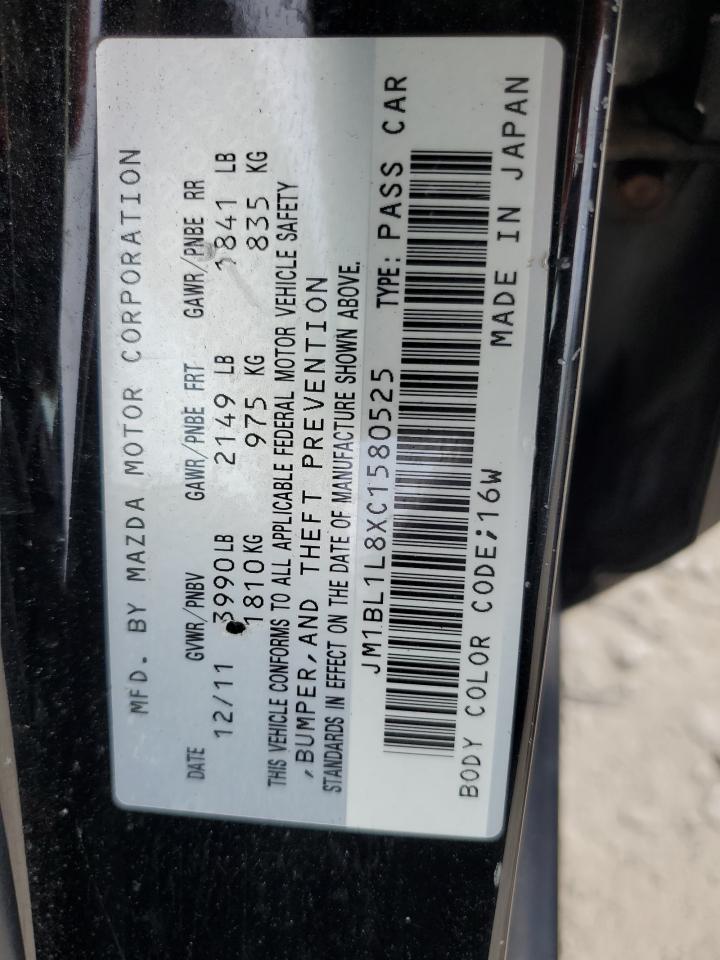 MFD. BY MAZDA MOTOR CORPORATION
DATE GVWR/PNBV GAWR/PNBE FRT GAWR/PNBE RR
12/11 3990LB 2149 LB 1841 LB
1810KG 975 KG 835 KG
THIS VEHICLE CONFORMS TO ALL APPLICABLE FEDERAL MOTOR VEHICLE SAFETY
,BUMPER,AND THEFT PREVENTION
STANDARDS IN EFFECT ON THE DATE OF MANUFACTURE SHOWN ABOVE.
JM1BL1L8XC1580525 TYPE: PASS CAR
BODY COLOR CODE;16W MADE IN JAPAN